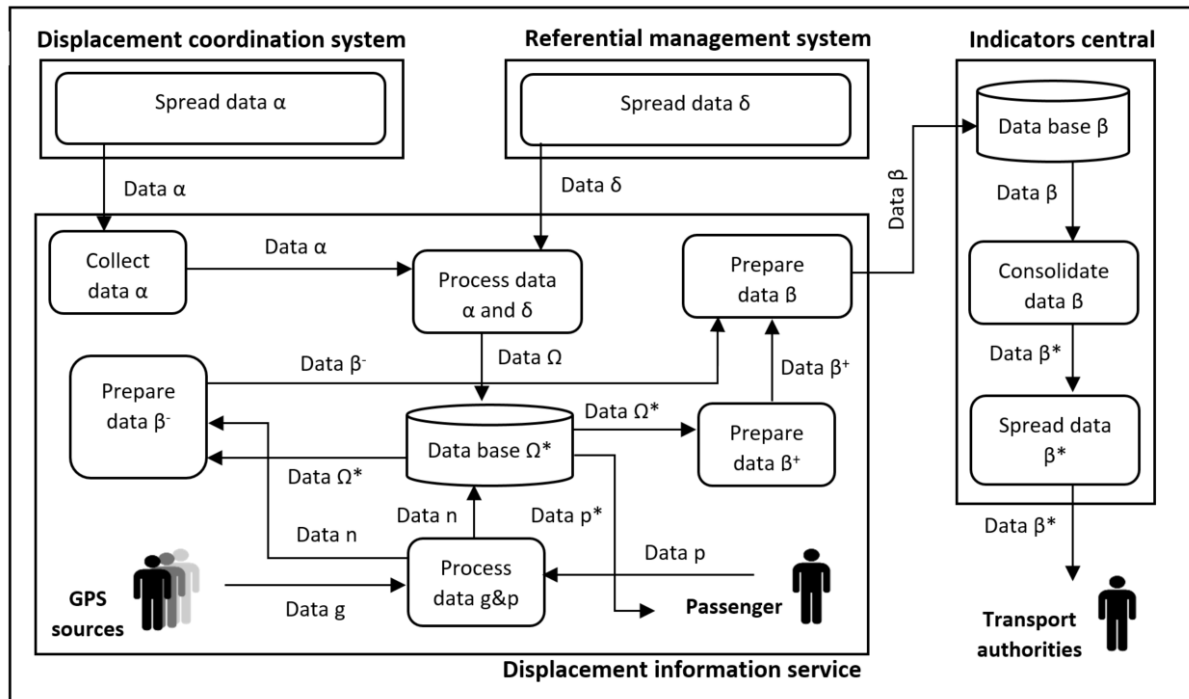 Displacement coordination system
Referential management system
Indicators central
Spread data α
Spread data δ
Data base β
Data α
Data δ
Data β
Data β
Collect
data α
Data α
Process data
α and δ
Prepare
data β
Consolidate
data β
Data Ω
Data β⁻
Data β⁺
Data β*
Prepare
data β⁻
Data base Ω*
Data Ω*
Prepare
data β⁺
Spread data
β*
Data Ω*
Data n
Data n
Data p*
Data β*
Process
data g&p
Data p
Data g
GPS
sources
Passenger
Transport
authorities
Displacement information service